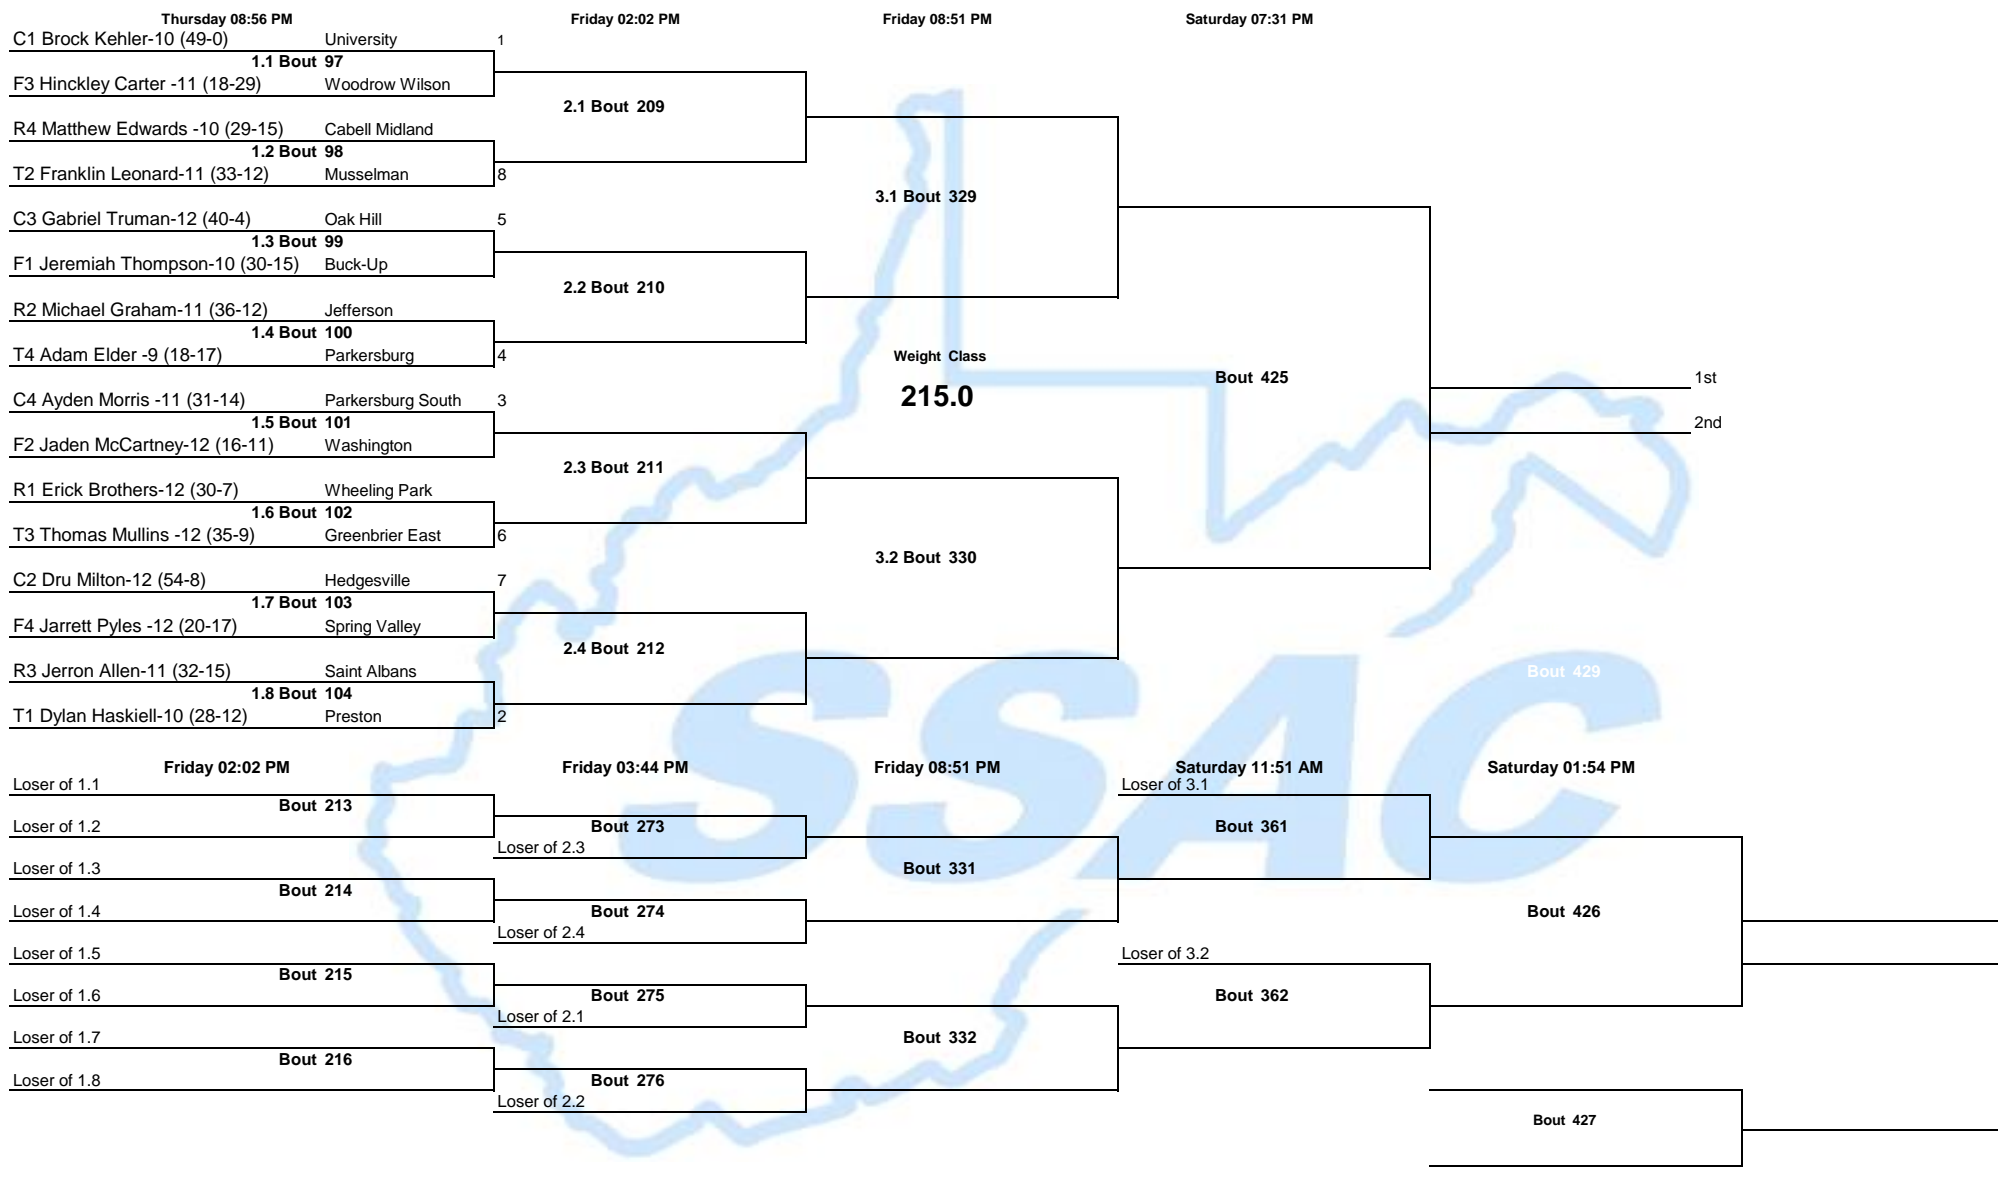 Thursday 08:56 PM Friday 02:02 PM Friday 08:51 PM Saturday 07:31 PM
C1 Brock Kehler-10 (49-0) University 1
1.1 Bout 97
F3 Hinckley Carter -11 (18-29) Woodrow Wilson
2.1 Bout 209
R4 Matthew Edwards -10 (29-15) Cabell Midland
1.2 Bout 98
T2 Franklin Leonard-11 (33-12) Musselman 8
3.1 Bout 329
C3 Gabriel Truman-12 (40-4) Oak Hill 5
1.3 Bout 99
F1 Jeremiah Thompson-10 (30-15) Buck-Up
2.2 Bout 210
R2 Michael Graham-11 (36-12) Jefferson
1.4 Bout 100
T4 Adam Elder -9 (18-17) Parkersburg 4
Weight Class
Bout 425 1st
215.0
C4 Ayden Morris -11 (31-14) Parkersburg South 3
1.5 Bout 101
2nd
F2 Jaden McCartney-12 (16-11) Washington
2.3 Bout 211
R1 Erick Brothers-12 (30-7) Wheeling Park
1.6 Bout 102
T3 Thomas Mullins -12 (35-9) Greenbrier East 6
3.2 Bout 330
C2 Dru Milton-12 (54-8) Hedgesville 7
1.7 Bout 103
F4 Jarrett Pyles -12 (20-17) Spring Valley
2.4 Bout 212
R3 Jerron Allen-11 (32-15) Saint Albans
Bout 429
1.8 Bout 104
T1 Dylan Haskiell-10 (28-12) Preston 2
SSAC
Friday 02:02 PM Friday 03:44 PM Friday 08:51 PM Saturday 11:51 AM Saturday 01:54 PM
Loser of 1.1 Loser of 3.1
Bout 213
Loser of 1.2 Bout 273 Bout 361
Loser of 2.3
Loser of 1.3 Bout 331
Bout 214
Loser of 1.4 Bout 274 Bout 426
Loser of 2.4
Loser of 1.5 Loser of 3.2
Bout 215
Loser of 1.6 Bout 275 Bout 362
Loser of 2.1
Loser of 1.7 Bout 332
Bout 216
Loser of 1.8 Bout 276
Loser of 2.2
Bout 427